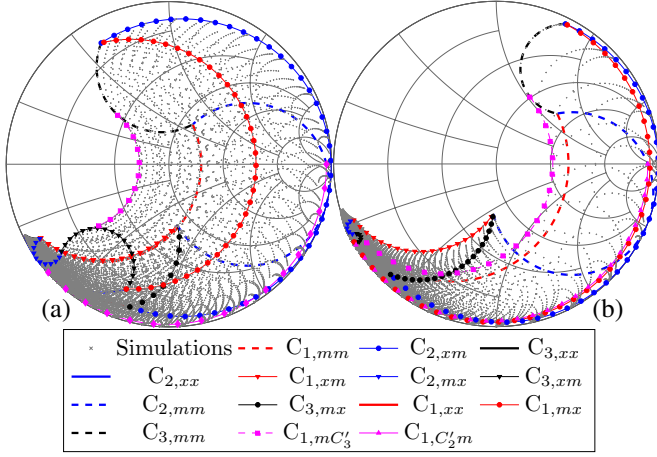 (a) (b)
Simulations C1,mm C2,xm C3,xx
C2,xx C1,xm C2,mx C3,xm
C2,mm C3,mx C1,xx C1,mx
C3,mm C1,mC′3 C1,C′2m